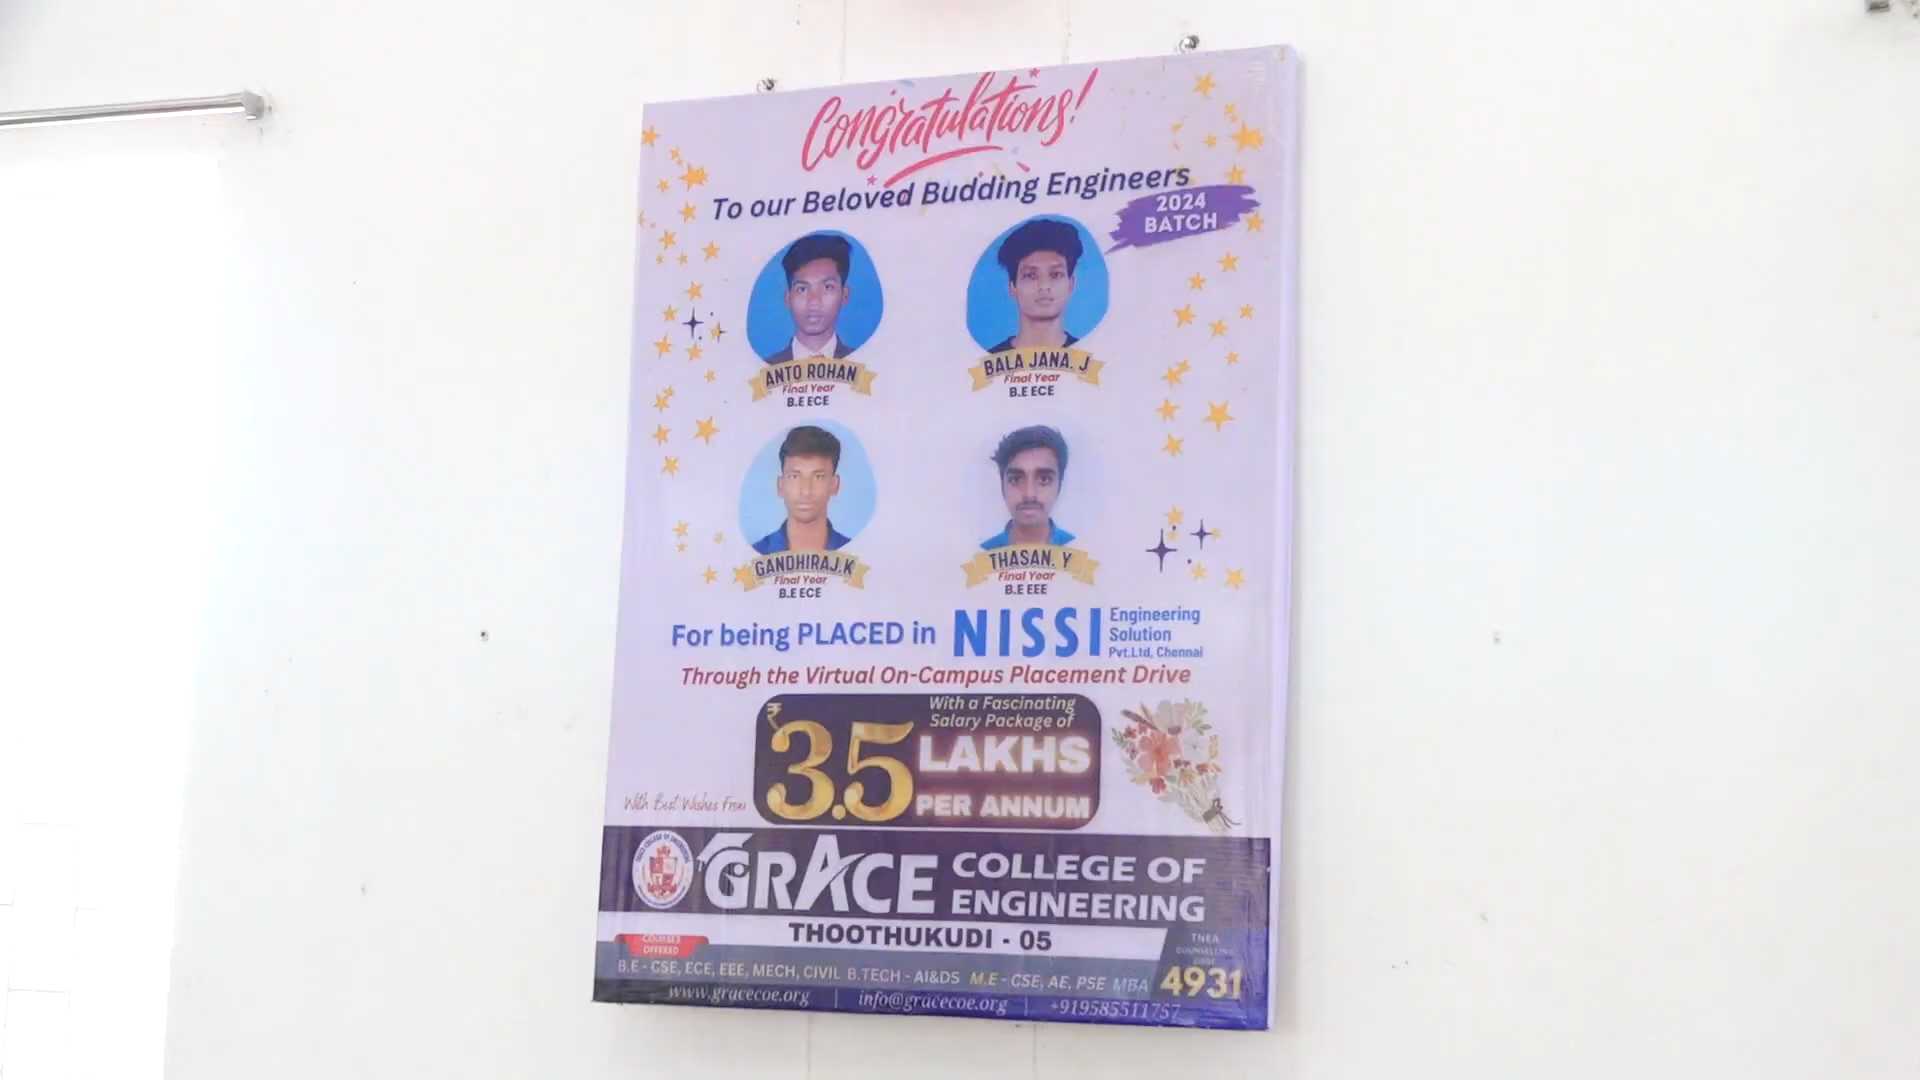 Congratulations!
To our Beloved Budding Engineers
2024
BATCH
ANTO ROHAN
Final Year
B.E ECE
BALA JANA. J
Final Year
B.E ECE
GANDHIRAJ.K
Final Year
B.E ECE
THASAN. Y
Final Year
B.E EEE
For being PLACED in NISSI Engineering
Solution
Pvt.Ltd, Chennai
Through the Virtual On-Campus Placement Drive
With a Fascinating
Salary Package of
₹3.5 LAKHS
PER ANNUM
With Best Wishes From
GRACE COLLEGE OF
ENGINEERING
THOOTHUKUDI - 05
COURSES
OFFERED
B.E - CSE, ECE, EEE, MECH, CIVIL B.TECH - AI&DS M.E - CSE, AE, PSE MBA
TNEA
COUNSELLING
CODE
4931
www.gracecoe.org | info@gracecoe.org | +919585511757